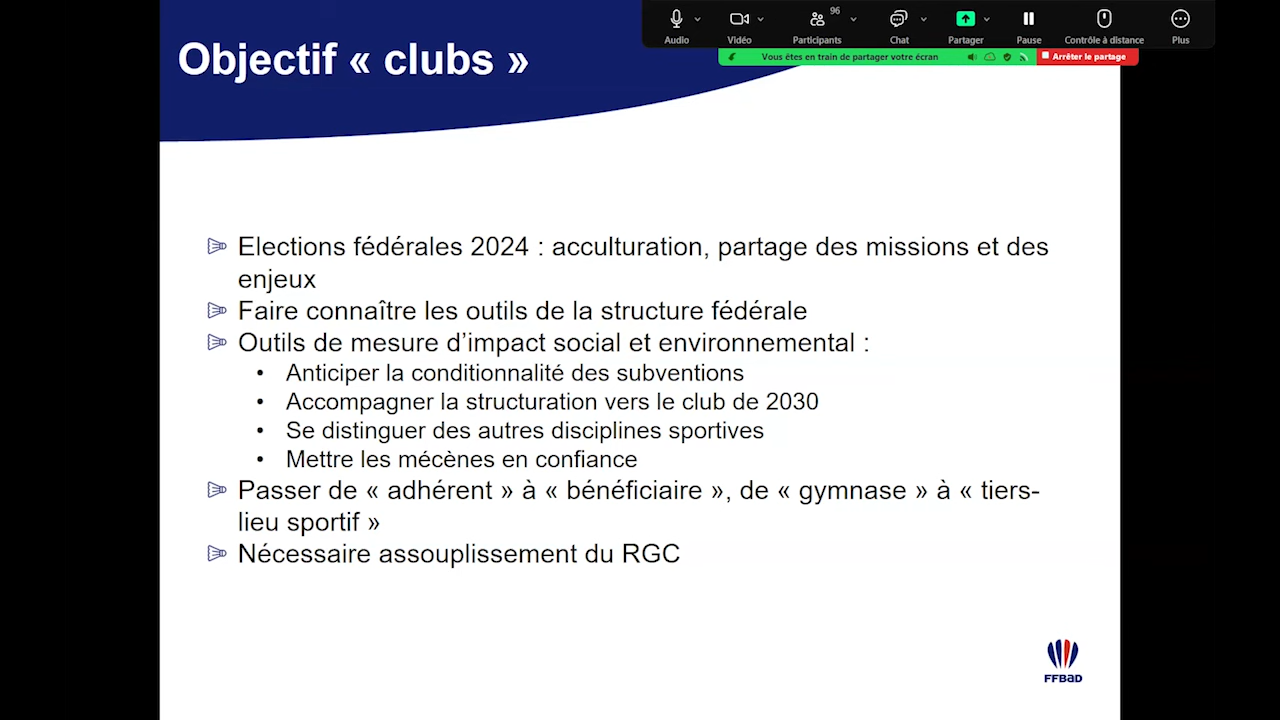 96
Audio
Vidéo
Participants
Chat
Partager
Pause
Contrôle à distance
Plus
Vous êtes en train de partager votre écran
Arrêter le partage
Objectif « clubs »
Elections fédérales 2024 : acculturation, partage des missions et des
enjeux
Faire connaître les outils de la structure fédérale
Outils de mesure d’impact social et environnemental :
• Anticiper la conditionnalité des subventions
• Accompagner la structuration vers le club de 2030
• Se distinguer des autres disciplines sportives
• Mettre les mécènes en confiance
Passer de « adhérent » à « bénéficiaire », de « gymnase » à « tiers-
lieu sportif »
Nécessaire assouplissement du RGC
FFBaD